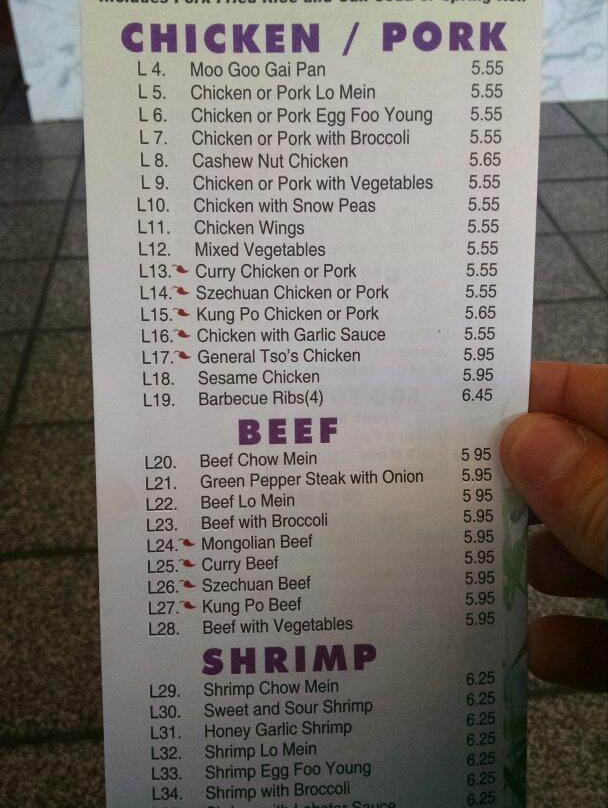 Includes Pork Fried Rice and
CHICKEN / PORK
L 4. Moo Goo Gai Pan 5.55
L 5. Chicken or Pork Lo Mein 5.55
L 6. Chicken or Pork Egg Foo Young 5.55
L 7. Chicken or Pork with Broccoli 5.55
L 8. Cashew Nut Chicken 5.65
L 9. Chicken or Pork with Vegetables 5.55
L10. Chicken with Snow Peas 5.55
L11. Chicken Wings 5.55
L12. Mixed Vegetables 5.55
L13. Curry Chicken or Pork 5.55
L14. Szechuan Chicken or Pork 5.55
L15. Kung Po Chicken or Pork 5.65
L16. Chicken with Garlic Sauce 5.55
L17. General Tso's Chicken 5.95
L18. Sesame Chicken 5.95
L19. Barbecue Ribs(4) 6.45
BEEF
L20. Beef Chow Mein 5 95
L21. Green Pepper Steak with Onion 5.95
L22. Beef Lo Mein 5 95
L23. Beef with Broccoli 5.95
L24. Mongolian Beef 5.95
L25. Curry Beef 5.95
L26. Szechuan Beef 5.95
L27. Kung Po Beef 5.95
L28. Beef with Vegetables 5.95
SHRIMP
L29. Shrimp Chow Mein 6.25
L30. Sweet and Sour Shrimp 6.25
L31. Honey Garlic Shrimp 6.25
L32. Shrimp Lo Mein 6.25
L33. Shrimp Egg Foo Young 6.25
L34. Shrimp with Broccoli 6.25
Shrimp with Lobster Sauce